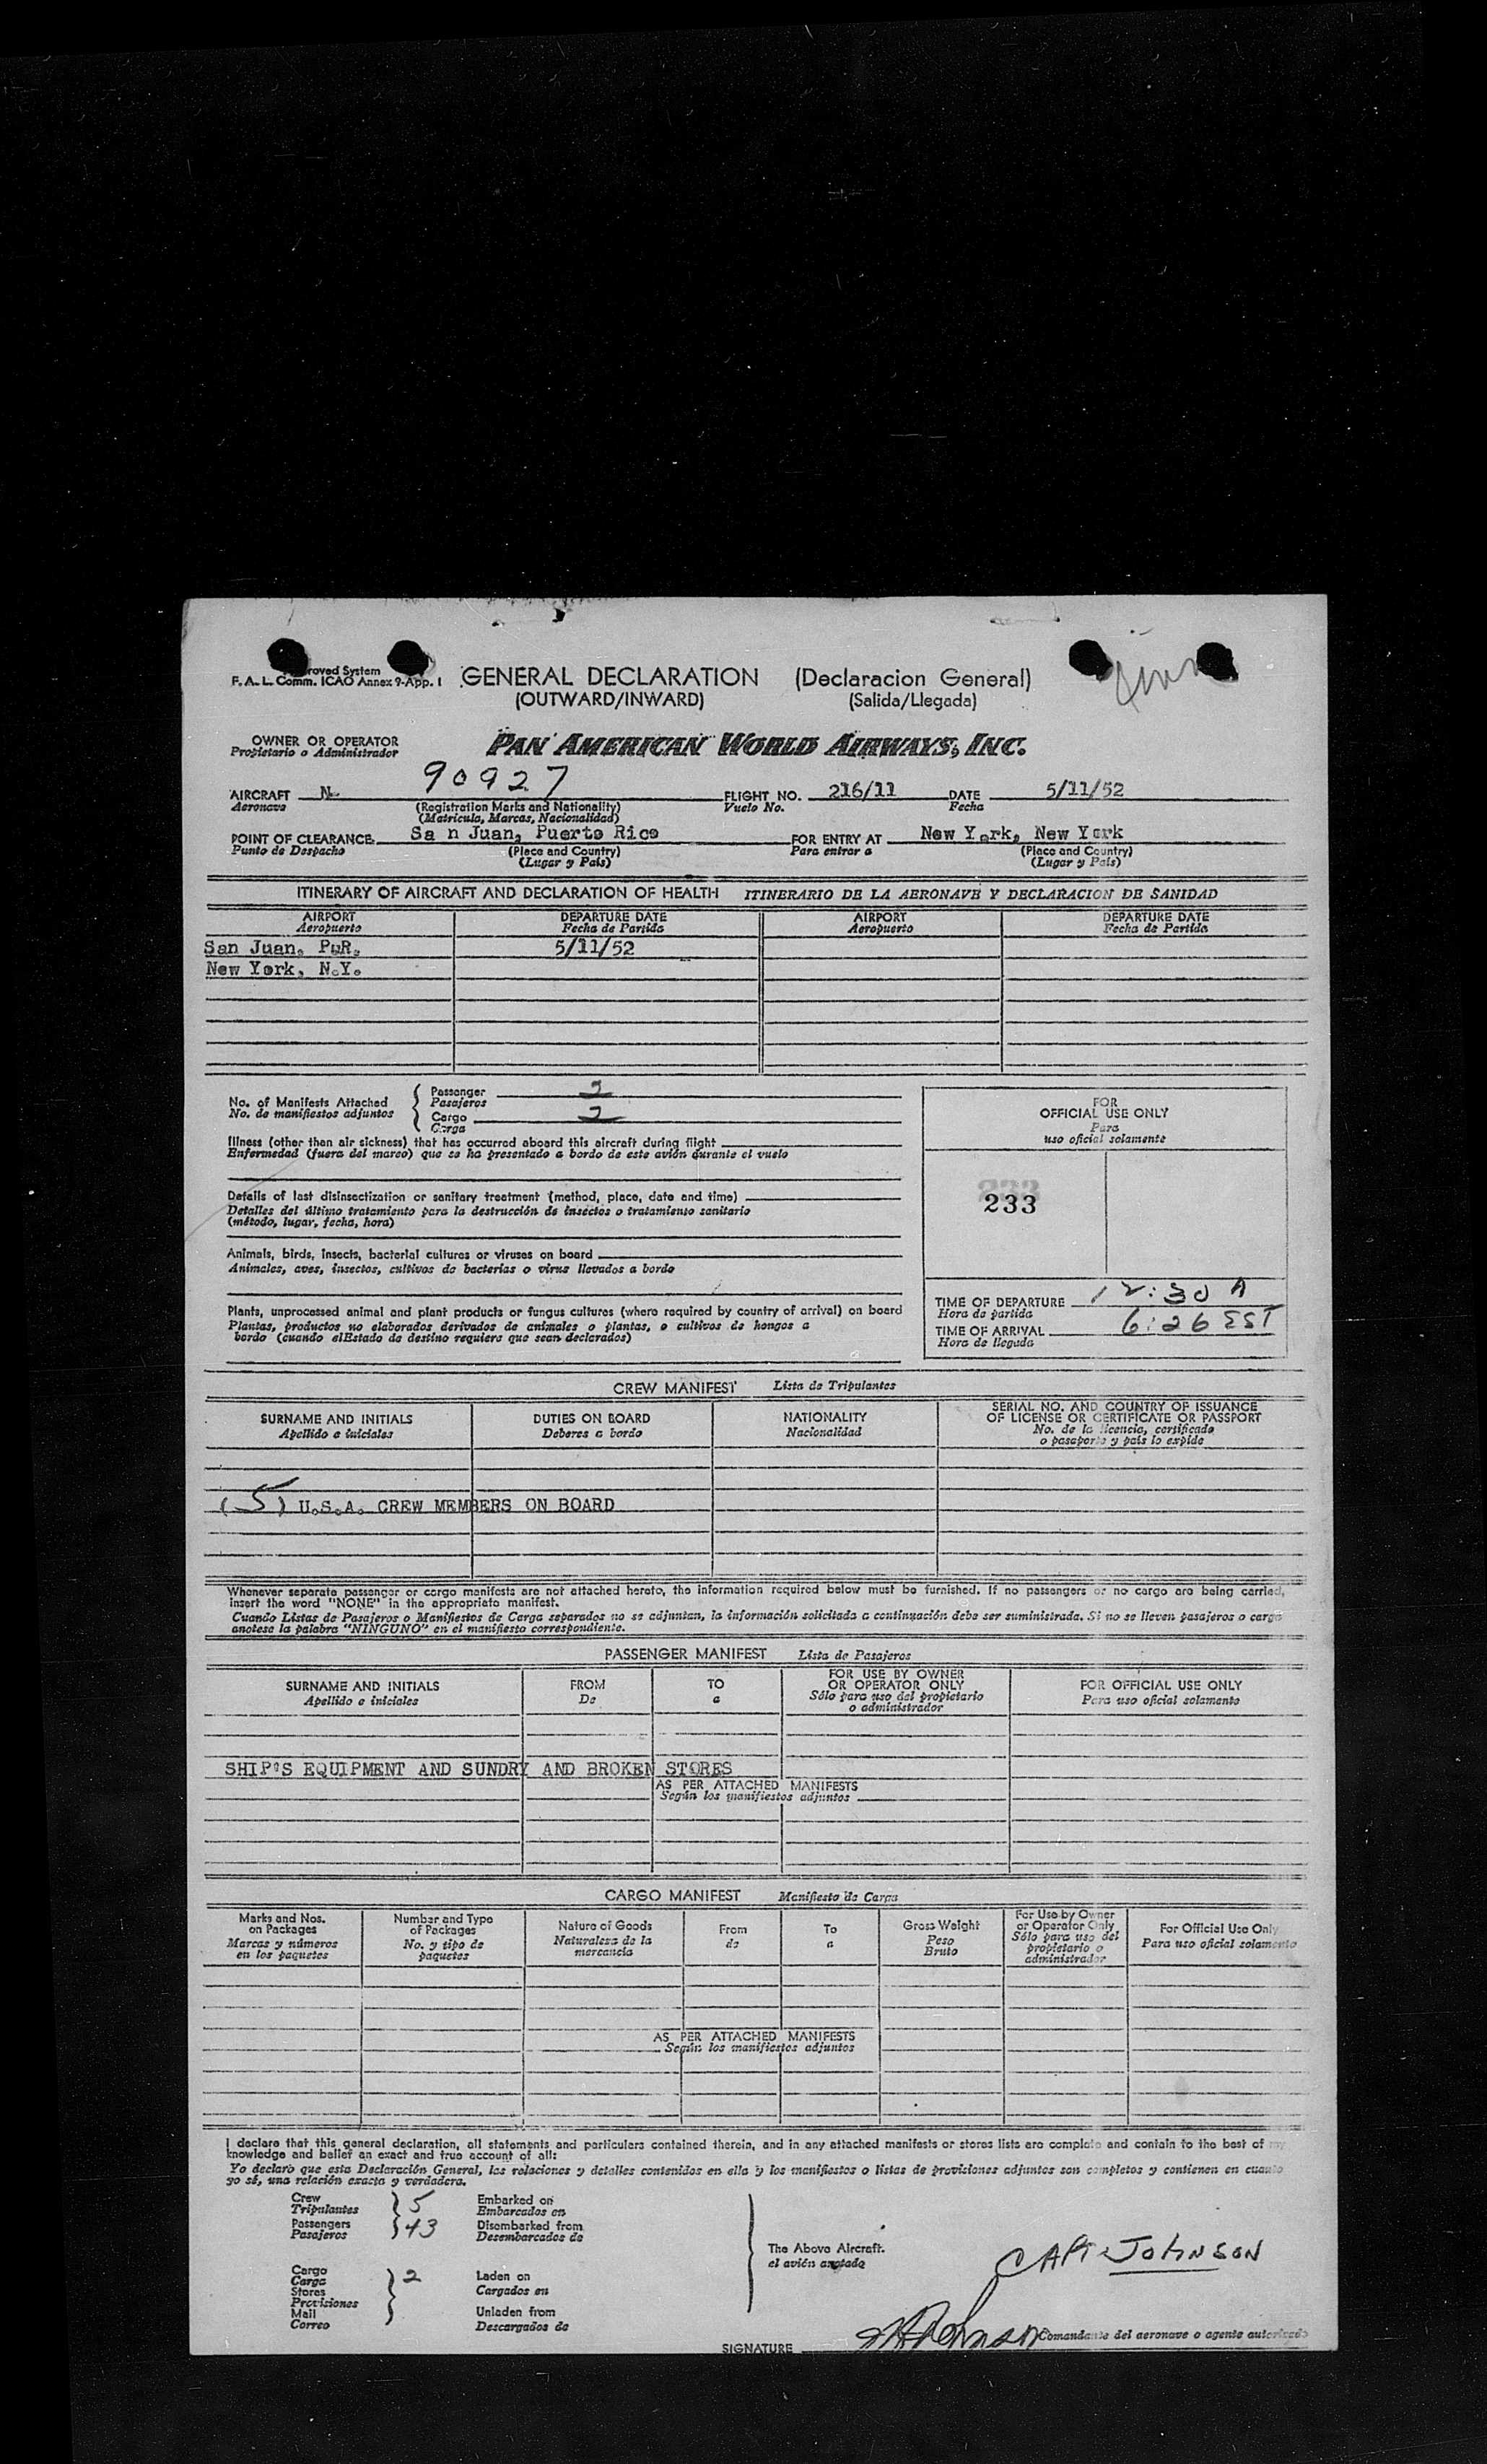 roved System
F. A. L. Comm. ICAO Annex 9-App. 1
GENERAL DECLARATION (Declaracion General)
(OUTWARD/INWARD) (Salida/Llegada)
OWNER OR OPERATOR
Propietario o Administrador
PAN AMERICAN WORLD AIRWAYS, INC.
AIRCRAFT N 90927 FLIGHT NO. 216/11 DATE 5/11/52
Aeronave (Registration Marks and Nationality) Vuelo No. Fecha
(Matricula, Marcas, Nacionalidad)
POINT OF CLEARANCE Sa n Juan, Puerto Rico FOR ENTRY AT New York, New York
Punto de Despacho (Place and Country) Para entrar a (Place and Country)
(Lugar y País) (Lugar y País)
ITINERARY OF AIRCRAFT AND DECLARATION OF HEALTH ITINERARIO DE LA AERONAVE Y DECLARACION DE SANIDAD
AIRPORT DEPARTURE DATE AIRPORT DEPARTURE DATE
Aeropuerto Fecha de Partida Aeropuerto Fecha de Partida
San Juan, P.R. 5/11/52
New York, N.Y.
No. of Manifests Attached
No. de manifiestos adjuntos
Passenger 2
Pasajeros
Cargo 2
Carga
Illness (other than air sickness) that has occurred aboard this aircraft during flight
Enfermedad (fuera del mareo) que se ha presentado a bordo de este avión durante el vuelo
Details of last disinsectization or sanitary treatment (method, place, date and time)
Detalles del último tratamiento para la destrucción de insectos o tratamiento sanitario
(método, lugar, fecha, hora)
Animals, birds, insects, bacterial cultures or viruses on board
Animales, aves, insectos, cultivos de bacterias o virus llevados a bordo
Plants, unprocessed animal and plant products or fungus cultures (where required by country of arrival) on board
Plantas, productos no elaborados derivados de animales o plantas, o cultivos de hongos a
bordo (cuando elEstado de destino requiere que sean declarados)
FOR
OFFICIAL USE ONLY
Para
uso oficial solamente
233
233
TIME OF DEPARTURE 12:30 A
Hora de partida
TIME OF ARRIVAL 6:26 EST
Hora de llegada
CREW MANIFEST Lista de Tripulantes
SURNAME AND INITIALS DUTIES ON BOARD NATIONALITY SERIAL NO. AND COUNTRY OF ISSUANCE
OF LICENSE OR CERTIFICATE OR PASSPORT
Apellido e iniciales Deberes a bordo Nacionalidad No. de la licencia, certificado
o pasaporte y país lo expide
(5) U.S.A. CREW MEMBERS ON BOARD
Whenever separate passenger or cargo manifests are not attached hereto, the information required below must be furnished. If no passengers or no cargo are being carried,
insert the word "NONE" in the appropriate manifest.
Cuando Listas de Pasajeros o Manifiestos de Carga separados no se adjuntan, la información solicitada a continuación debe ser suministrada. Si no se lleven pasajeros o carga
anotese la palabra "NINGUNO" en el manifiesto correspondiente.
PASSENGER MANIFEST Lista de Pasajeros
SURNAME AND INITIALS FROM TO FOR USE BY OWNER
OR OPERATOR ONLY FOR OFFICIAL USE ONLY
Apellido e iniciales De a Sólo para uso del propietario
o administrador Para uso oficial solamente
SHIP'S EQUIPMENT AND SUNDRY AND BROKEN STORES
AS PER ATTACHED MANIFESTS
Según los manifiestos adjuntos
CARGO MANIFEST Manifiesto de Carga
Marks and Nos.
on Packages
Marcas y números
en los paquetes
Number and Type
of Packages
No. y tipo de
paquetes
Nature of Goods
Naturaleza de la
mercancia
From
de
To
a
Gross Weight
Peso
Bruto
For Use by Owner
or Operator Only
Sólo para uso del
propietario o
administrador
For Official Use Only
Para uso oficial solamente
AS PER ATTACHED MANIFESTS
Según los manifiestos adjuntos
I declare that this general declaration, all statements and particulars contained therein, and in any attached manifests or stores lists are complete and contain to the best of my
knowledge and belief an exact and true account of all:
Yo declaro que esta Declaración General, las relaciones y detalles contenidos en ella y los manifiestos o listas de provisiones adjuntos son completos y contienen en cuanto
yo sé, una relación exacta y verdadera.
Crew
Tripulantes 5
Passengers
Pasajeros 43
Embarked on
Embarcados en
Disembarked from
Desembarcados de
Cargo
Carga
Stores
Provisiones
Mail
Correo
2
Laden on
Cargados en
Unladen from
Descargados de
The Above Aircraft.
el avión anotado
CAPT JOHNSON
Johnson
Comandante del aeronave o agente autorizado
SIGNATURE